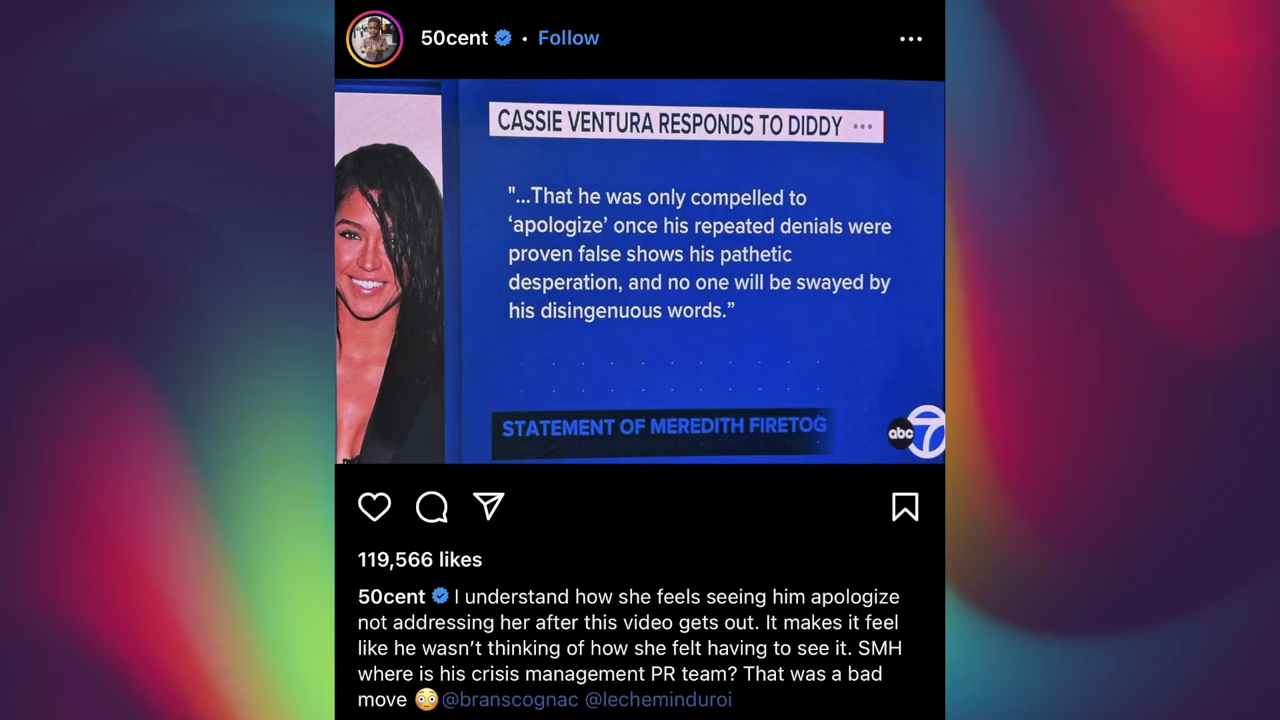 50cent • Follow
CASSIE VENTURA RESPONDS TO DIDDY
"...That he was only compelled to
‘apologize’ once his repeated denials were
proven false shows his pathetic
desperation, and no one will be swayed by
his disingenuous words.”
STATEMENT OF MEREDITH FIRETOG
abc 7
119,566 likes
50cent I understand how she feels seeing him apologize
not addressing her after this video gets out. It makes it feel
like he wasn’t thinking of how she felt having to see it. SMH
where is his crisis management PR team? That was a bad
move 😳 @branscognac @lecheminduroi